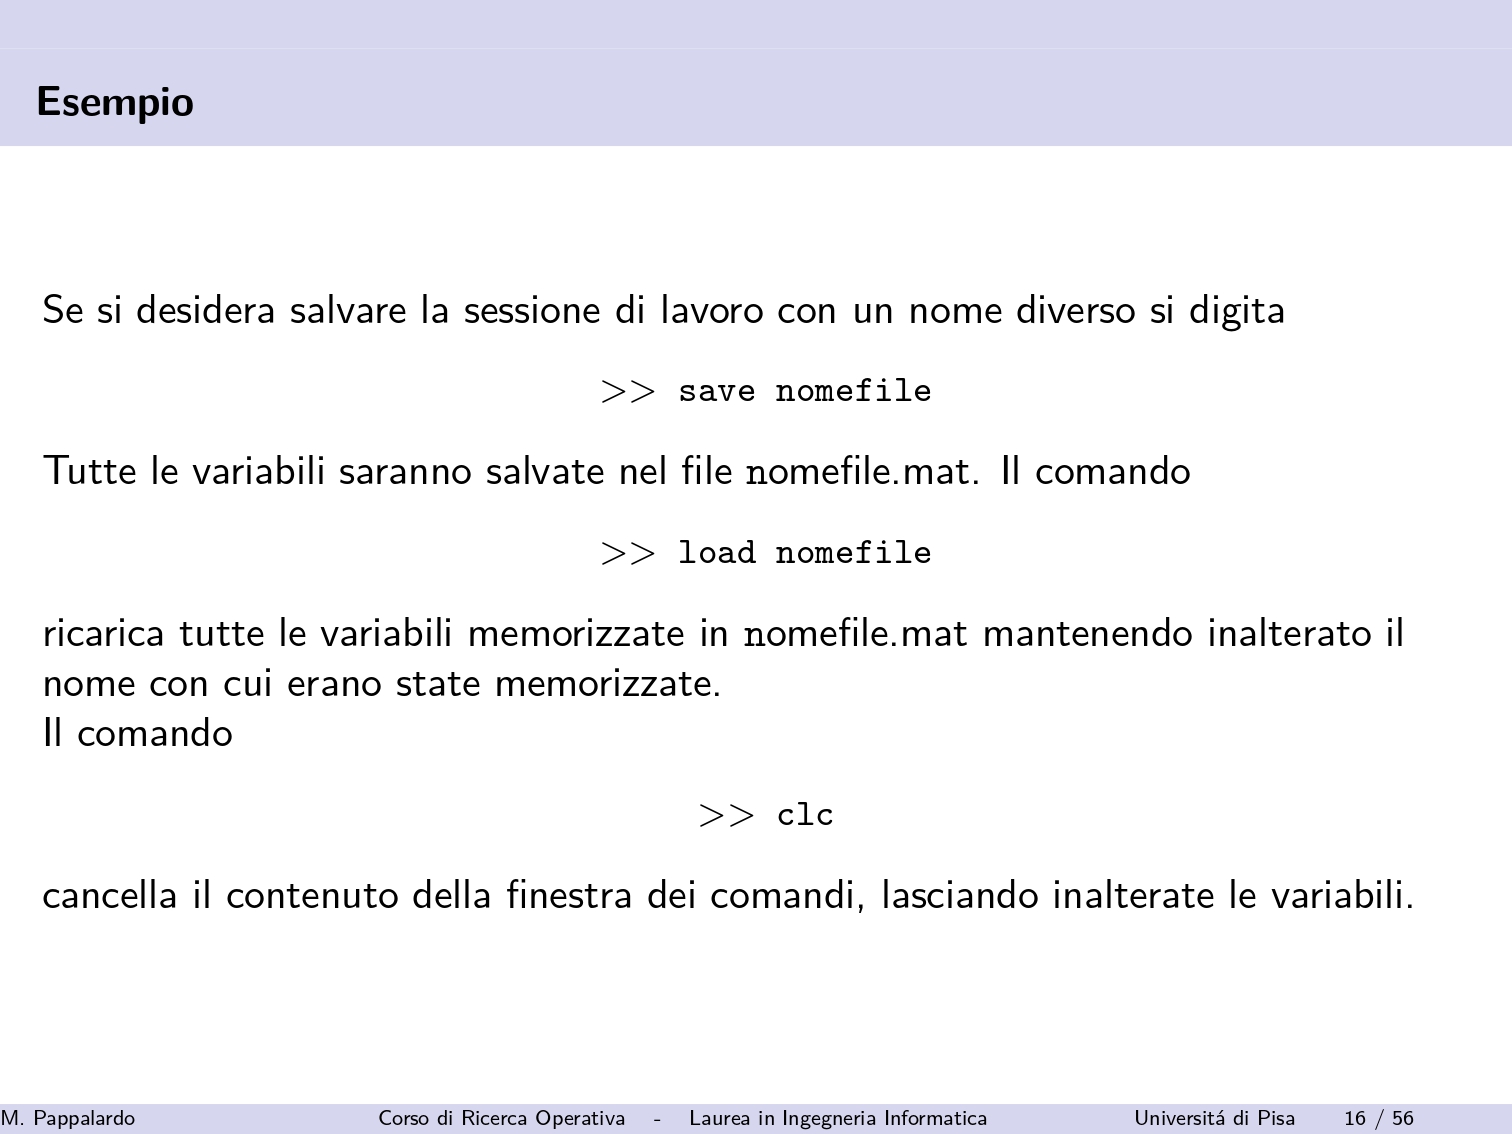 Esempio
Se si desidera salvare la sessione di lavoro con un nome diverso si digita
>> save nomefile
Tutte le variabili saranno salvate nel file nomefile.mat. Il comando
>> load nomefile
ricarica tutte le variabili memorizzate in nomefile.mat mantenendo inalterato il
nome con cui erano state memorizzate.
Il comando
>> clc
cancella il contenuto della finestra dei comandi, lasciando inalterate le variabili.
M. Pappalardo Corso di Ricerca Operativa - Laurea in Ingegneria Informatica Universitá di Pisa 16 / 56